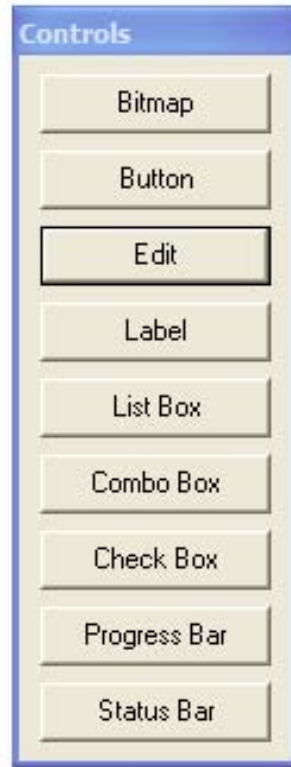 Controls
Bitmap
Button
Edit
Label
List Box
Combo Box
Check Box
Progress Bar
Status Bar